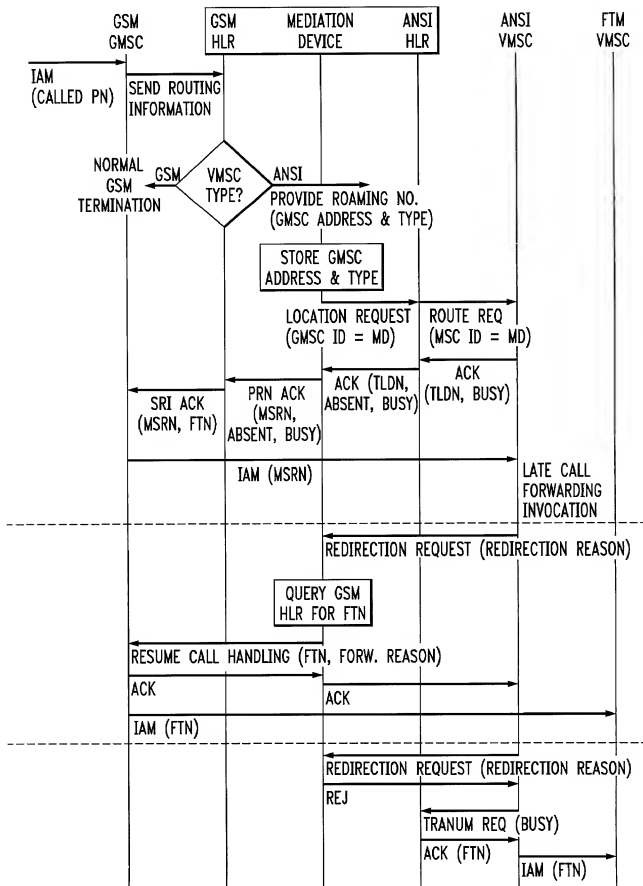 GSM GMSC
GSM HLR
MEDIATION DEVICE
ANSI HLR
ANSI VMSC
FTM VMSC
IAM
(CALLED PN)
SEND ROUTING
INFORMATION
NORMAL
GSM
TERMINATION
GSM
VMSC
TYPE?
ANSI
PROVIDE ROAMING NO.
(GMSC ADDRESS & TYPE)
STORE GMSC
ADDRESS & TYPE
LOCATION REQUEST
(GMSC ID = MD)
ROUTE REQ
(MSC ID = MD)
SRI ACK
(MSRN, FTN)
PRN ACK
(MSRN,
ABSENT, BUSY)
ACK (TLDN,
ABSENT, BUSY)
ACK
(TLDN, BUSY)
IAM (MSRN)
LATE CALL
FORWARDING
INVOCATION
REDIRECTION REQUEST (REDIRECTION REASON)
QUERY GSM
HLR FOR FTN
RESUME CALL HANDLING (FTN, FORW. REASON)
ACK
ACK
IAM (FTN)
REDIRECTION REQUEST (REDIRECTION REASON)
REJ
TRANUM REQ (BUSY)
ACK (FTN)
IAM (FTN)